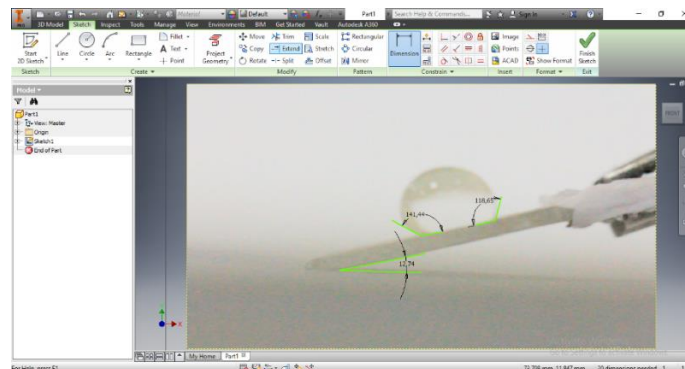 Material
Default
Part1
Search Help & Commands...
Sign In
3D Model Sketch Inspect Tools Manage View Environments BIM Get Started Vault Autodesk A360
Start
2D Sketch
Line
Circle
Arc
Rectangle
Fillet
Text
Point
Project
Geometry
Move
Copy
Rotate
Trim
Extend
Split
Scale
Stretch
Offset
Rectangular
Circular
Mirror
Dimension
Image
Points
ACAD
Show Format
Finish
Sketch
Sketch
Create
Modify
Pattern
Constrain
Insert
Format
Exit
Model
Part1
View: Master
Origin
Sketch1
End of Part
FRONT
141,44
118,63
12,74
X
My Home Part1
For Help, press F1